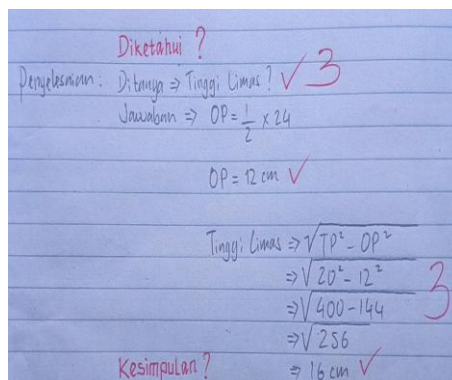 Diketahui ?
Penyelesaian : Ditanya => Tinggi Limas ? ✓ 3
Jawaban => OP = 1/2 x 24
OP = 12 cm ✓
Tinggi Limas => √TP² - OP²
=> √20² - 12²
=> √400 - 144 3
=> √256
Kesimpulan ? => 16 cm ✓